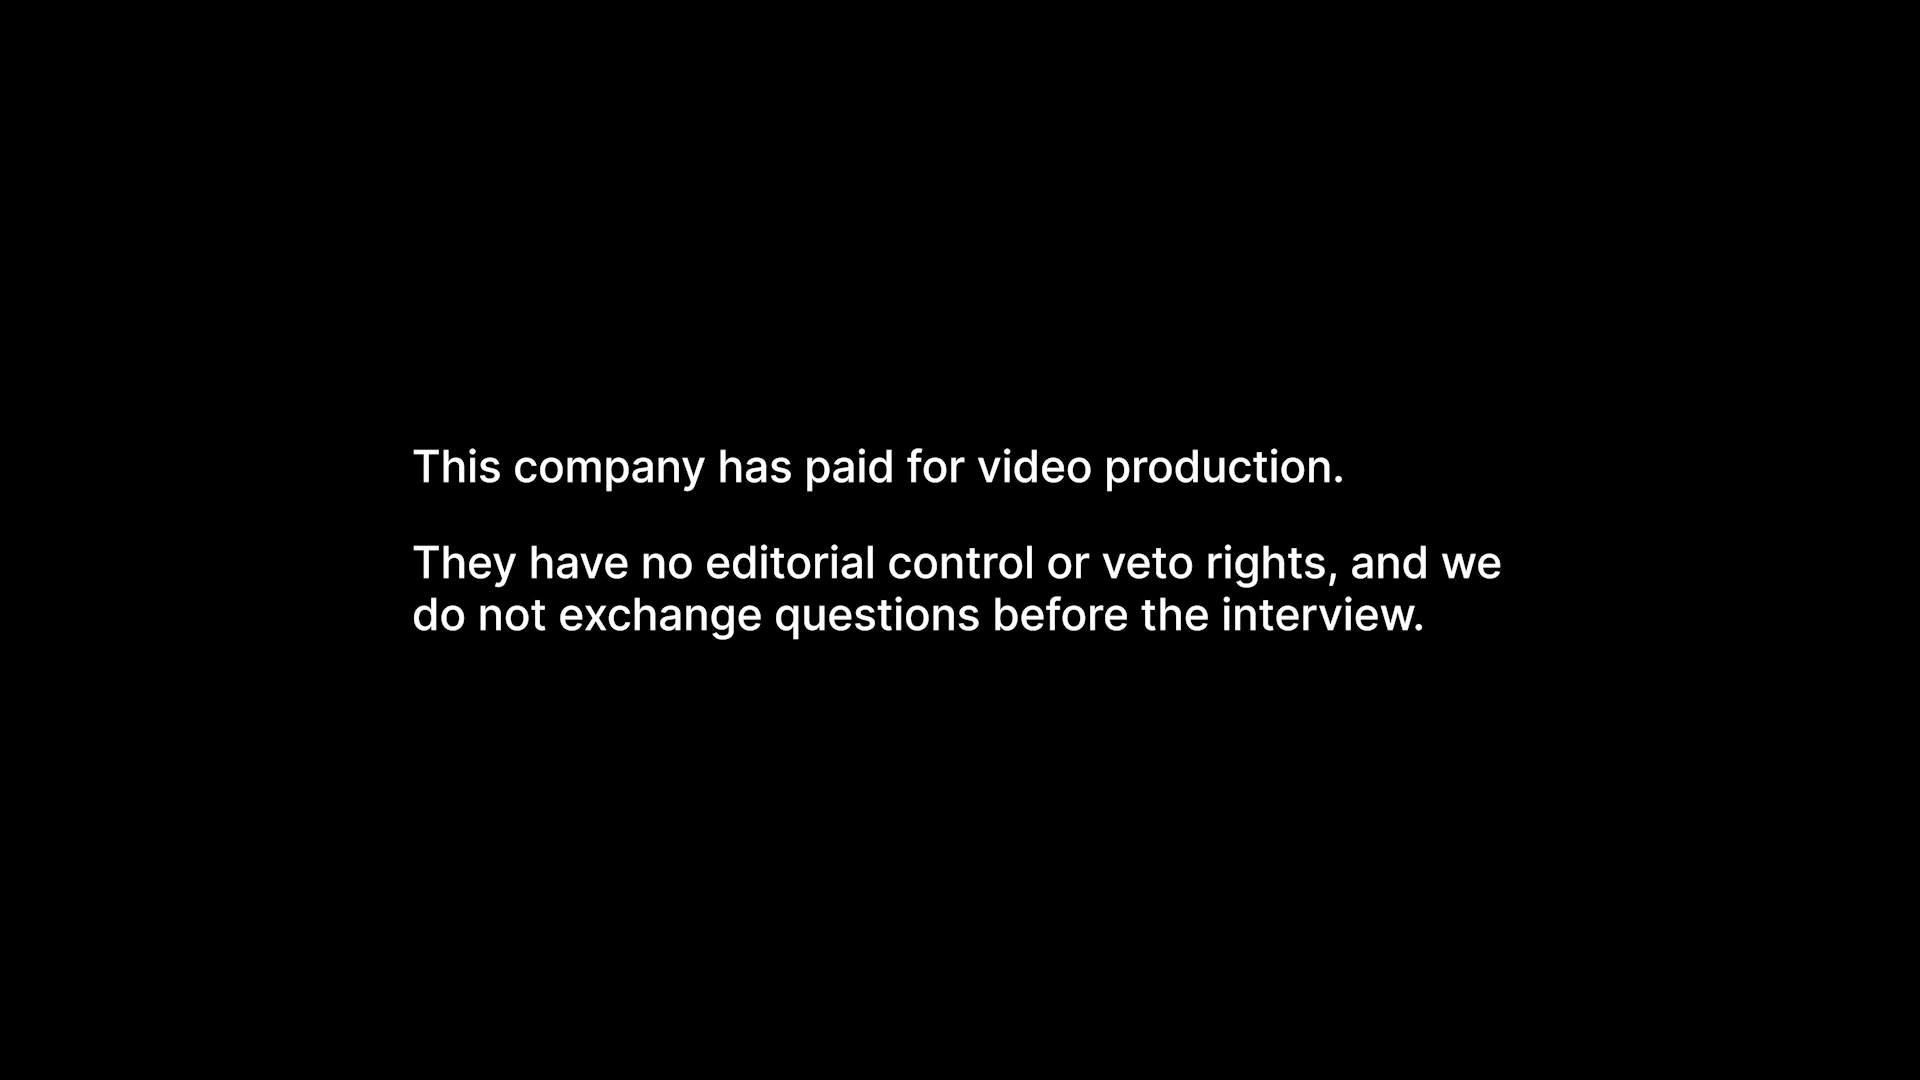 This company has paid for video production.
They have no editorial control or veto rights, and we
do not exchange questions before the interview.